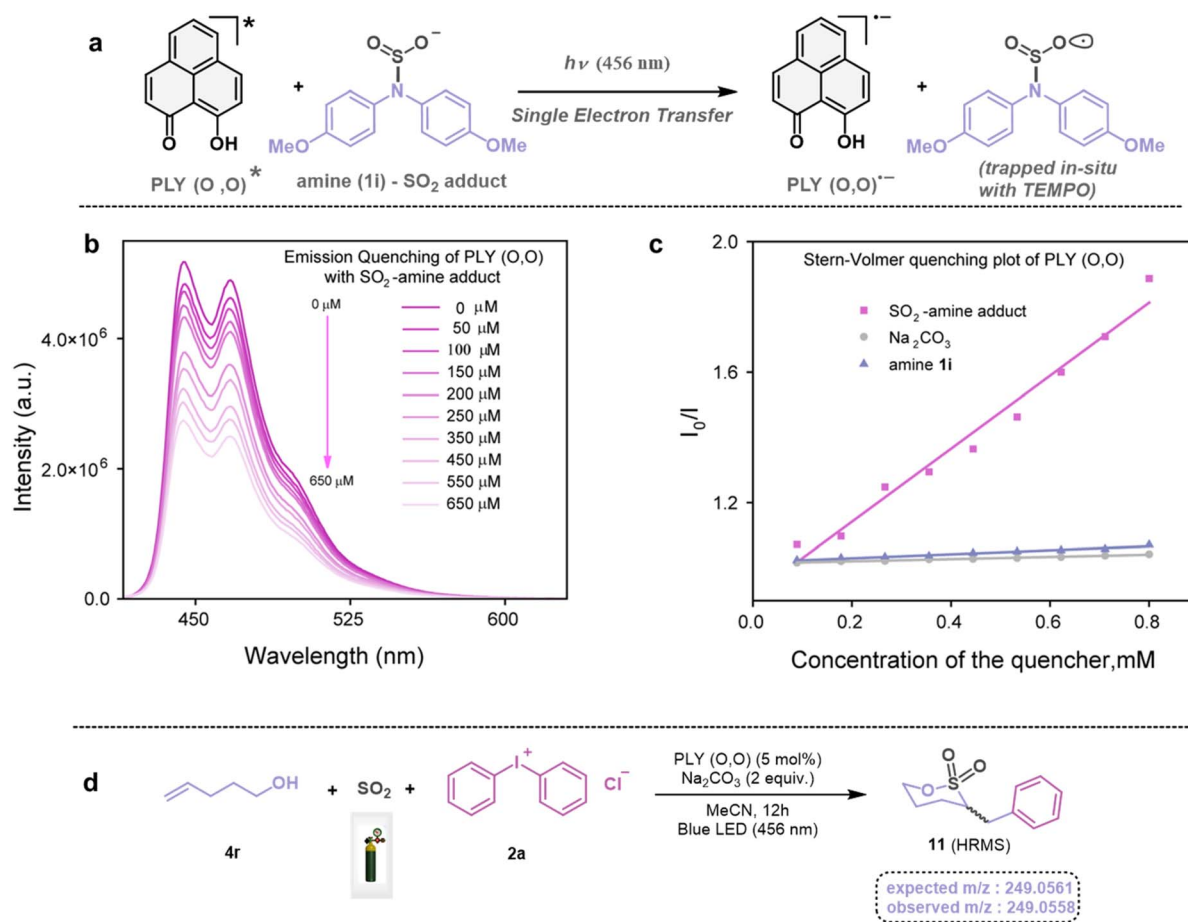 a
*
OH
O
PLY (O ,O)*
+
O
S
O−
N
MeO
OMe
amine (1i) - SO₂ adduct
hν (456 nm)
Single Electron Transfer
•−
O
OH
PLY (O,O)•−
+
O
S
O
N
MeO
OMe
(trapped in-situ
with TEMPO)
b
Emission Quenching of PLY (O,O)
with SO₂-amine adduct
0 µM
650 µM
0 µM
50 µM
100 µM
150 µM
200 µM
250 µM
350 µM
450 µM
550 µM
650 µM
4.0×10⁶
2.0×10⁶
0.0
450
525
600
Intensity (a.u.)
Wavelength (nm)
c
Stern-Volmer quenching plot of PLY (O,O)
SO₂-amine adduct
Na₂CO₃
amine 1i
2.0
1.6
1.2
0.0
0.2
0.4
0.6
0.8
I₀/I
Concentration of the quencher,mM
d
OH
4r
+ SO₂ +
I+
Cl−
2a
PLY (O,O) (5 mol%)
Na₂CO₃ (2 equiv.)
MeCN, 12h
Blue LED (456 nm)
O
O
O
S
11 (HRMS)
expected m/z : 249.0561
observed m/z : 249.0558